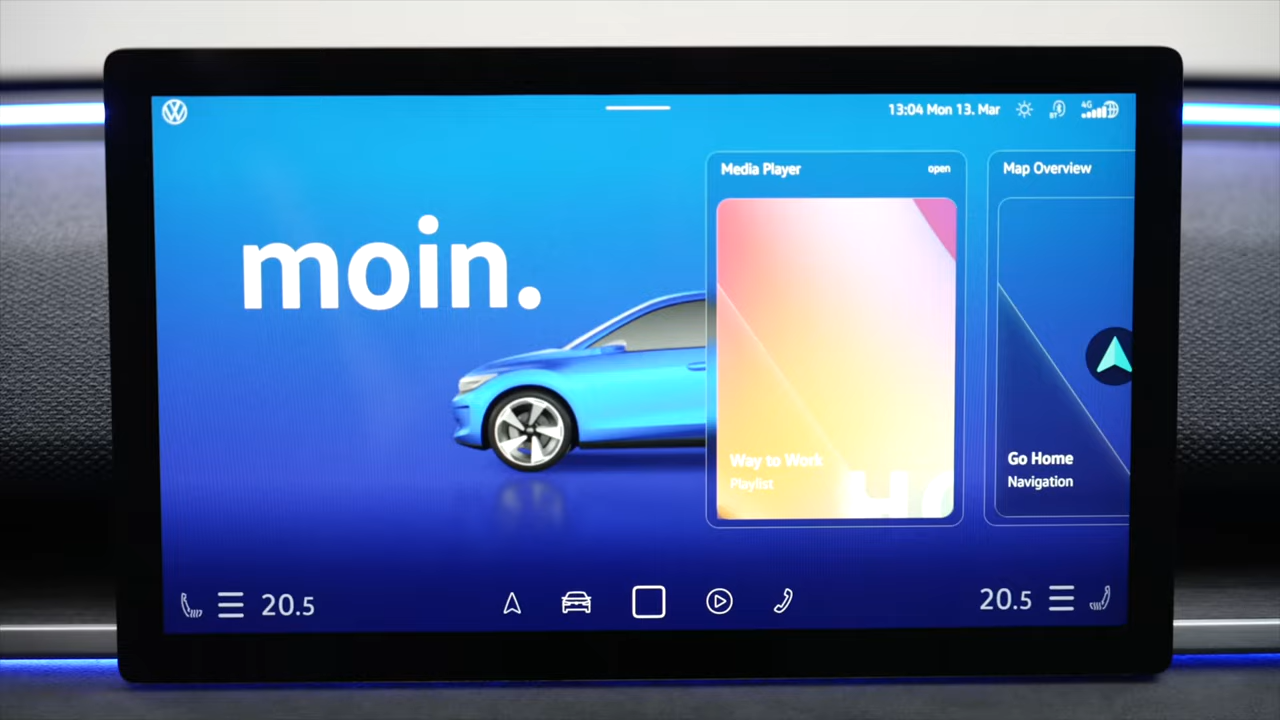 13:04 Mon 13. Mar
BT
4G
moin.
Media Player
open
Way to Work
Playlist
Map Overview
Go Home
Navigation
20.5
20.5